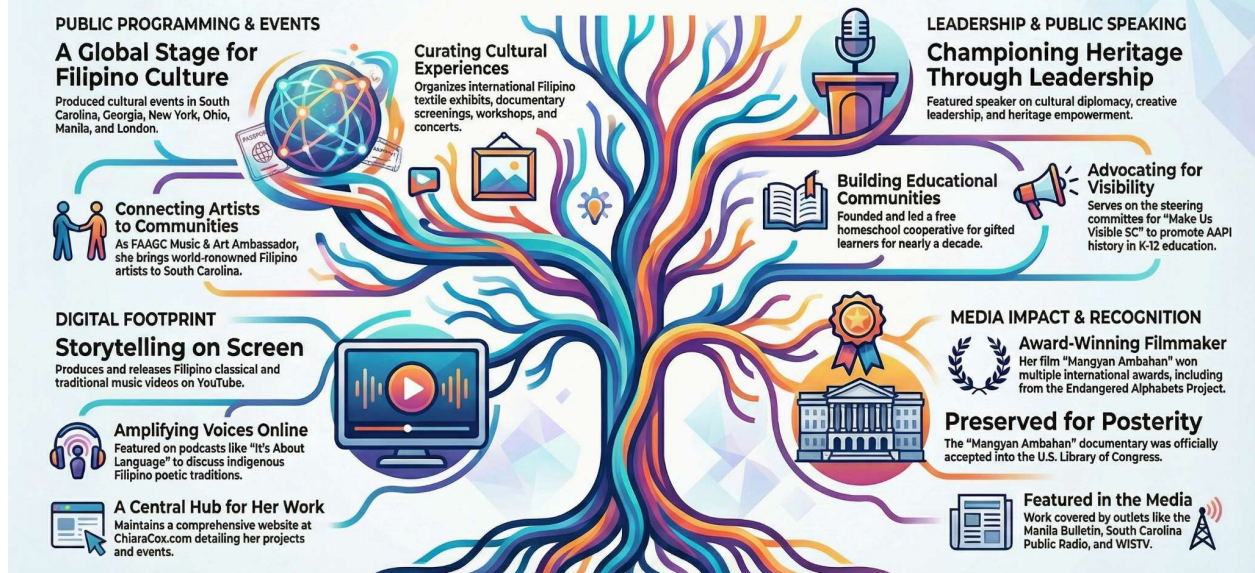 PUBLIC PROGRAMMING & EVENTS
A Global Stage for
Filipino Culture
Produced cultural events in South
Carolina, Georgia, New York, Ohio,
Manila, and London.
PASSPORT
Curating Cultural
Experiences
Organizes international Filipino
textile exhibits, documentary
screenings, workshops, and
concerts.
Connecting Artists
to Communities
As FAAGC Music & Art Ambassador,
she brings world-ronowned Filipino
artists to South Carolina.
LEADERSHIP & PUBLIC SPEAKING
Championing Heritage
Through Leadership
Featured speaker on cultural diplomacy, creative
leadership, and heritage empowerment.
Building Educational
Communities
Founded and led a free
homeschool cooperative for gifted
learners for nearly a decade.
Advocating for
Visibility
Serves on the steering
committes for “Make Us
Visible SC” to promote AAPI
history in K-12 education.
DIGITAL FOOTPRINT
Storytelling on Screen
Produces and releases Filipino classical and
traditional music videos on YouTube.
Amplifying Voices Online
Featured on podcasts like “It’s About
Language” to discuss indigenous
Filipino poetic traditions.
A Central Hub for Her Work
Maintains a comprehensive website at
ChiaraCox.com detailing her projects
and events.
MEDIA IMPACT & RECOGNITION
Award-Winning Filmmaker
Her film “Mangyan Ambahan” won
multiple international awards, including
from the Endangered Alphabets Project.
Preserved for Posterity
The “Mangyan Ambahan” documentary was officially
accepted into the U.S. Library of Congress.
Featured in the Media
Work covered by outlets like the
Manila Bulletin, South Carolina
Public Radio, and WISTV.